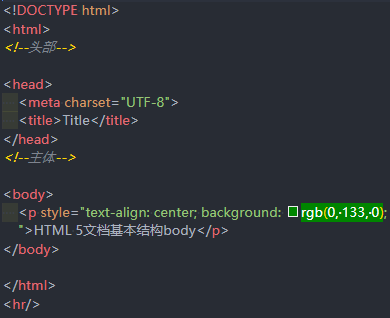 <!DOCTYPE html>
<html>
<!--头部-->
<head>
<meta charset="UTF-8">
<title>Title</title>
</head>
<!--主体-->
<body>
<p style="text-align: center; background: rgb(0,·133,·0);
">HTML 5文档基本结构body</p>
</body>
</html>
<hr/>